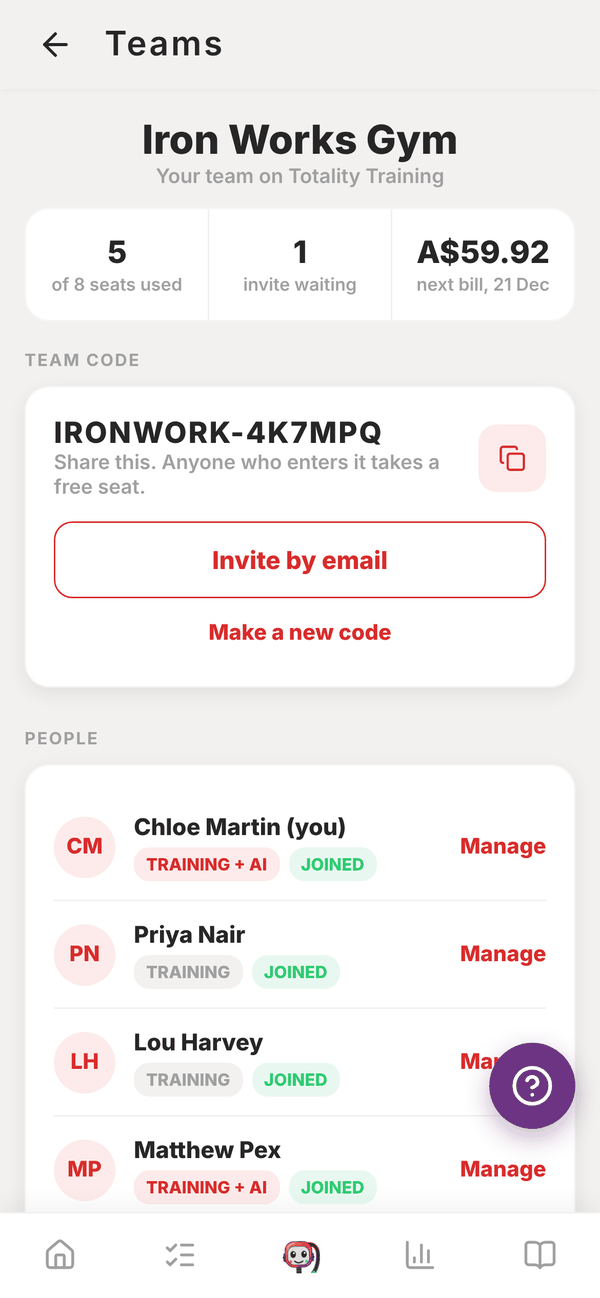 Teams
Iron Works Gym
Your team on Totality Training
5
of 8 seats used
1
invite waiting
A$59.92
next bill, 21 Dec
TEAM CODE
IRONWORK-4K7MPQ
Share this. Anyone who enters it takes a
free seat.
Invite by email
Make a new code
PEOPLE
CM
Chloe Martin (you)
TRAINING + AI
JOINED
Manage
PN
Priya Nair
TRAINING
JOINED
Manage
LH
Lou Harvey
TRAINING
JOINED
?
MP
Matthew Pex
TRAINING + AI
JOINED
Manage